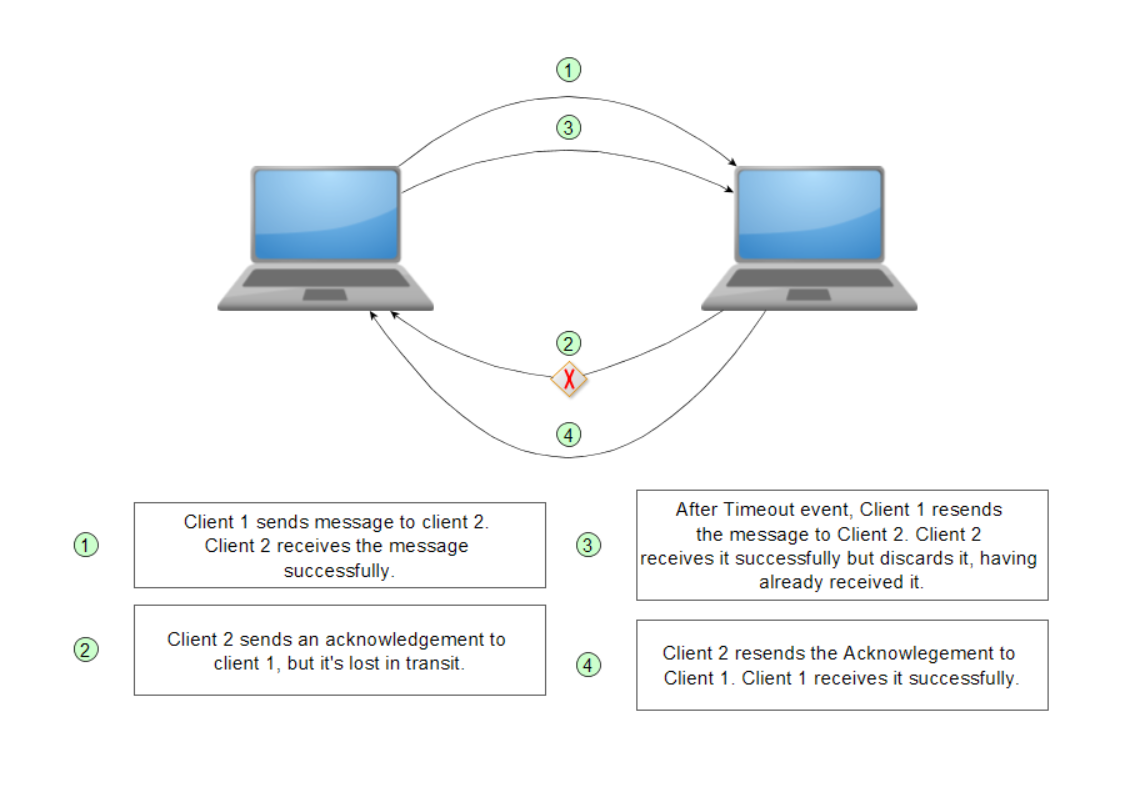 1
3
2
X
4
1
Client 1 sends message to client 2.
Client 2 receives the message
successfully.
2
Client 2 sends an acknowledgement to
client 1, but it's lost in transit.
3
After Timeout event, Client 1 resends
the message to Client 2. Client 2
receives it successfully but discards it, having
already received it.
4
Client 2 resends the Acknowlegement to
Client 1. Client 1 receives it successfully.